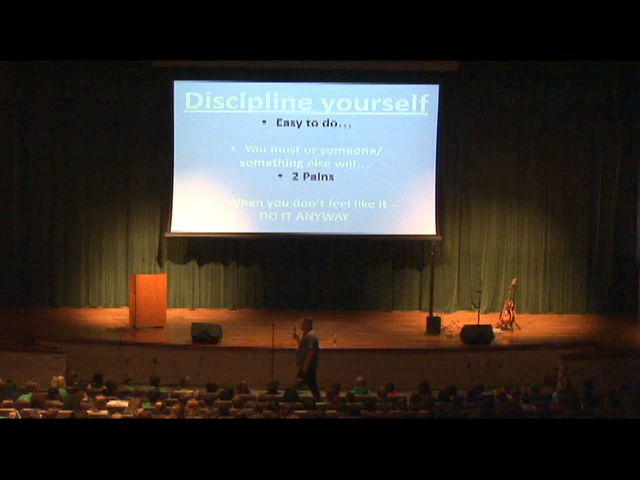 Discipline yourself
• Easy to do...
• You must or someone/
something else will...
• 2 Pains
When you don't feel like it –
DO IT ANYWAY